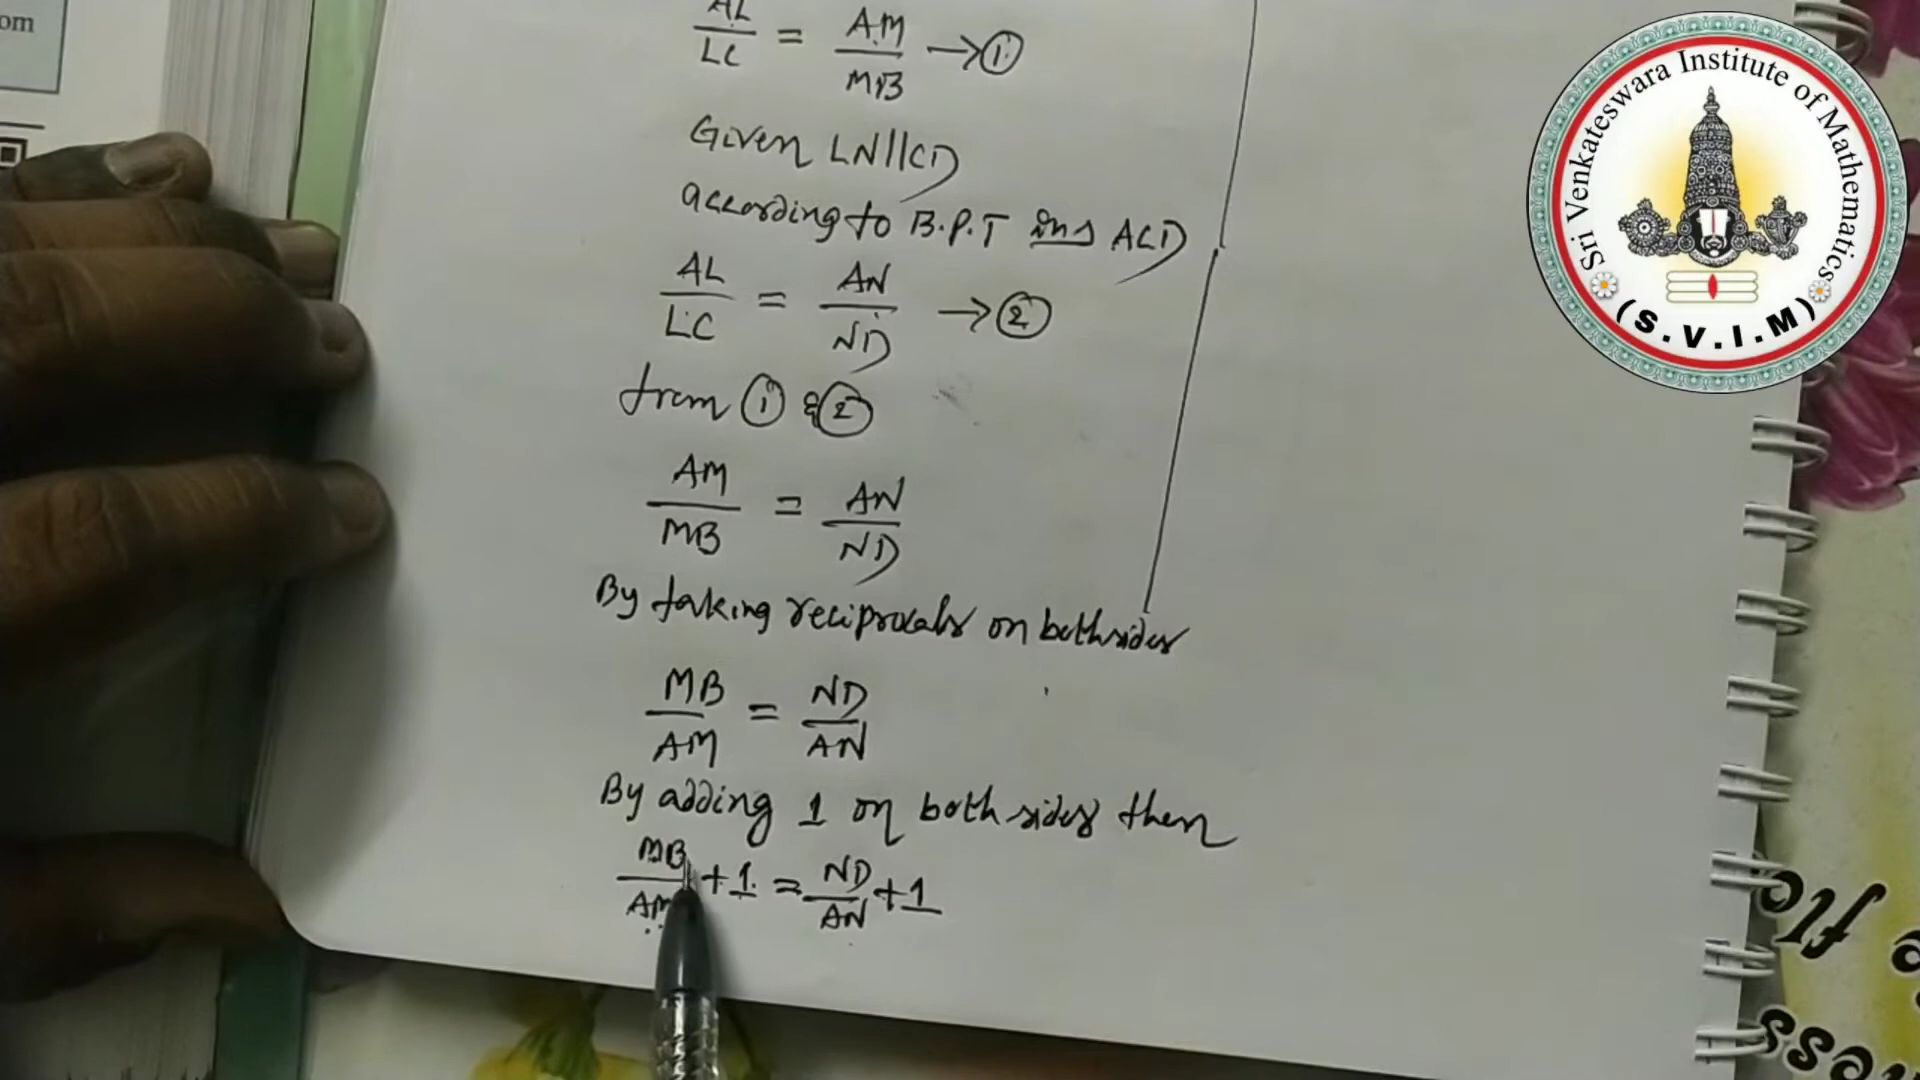 om
AL/LC = AM/MB → ①
Given LN||CD
according to B.P.T in △ ACD
AL/LC = AN/ND → ②
from ① & ②
AM/MB = AN/ND
By taking reciprocals on bothsides
MB/AM = ND/AN
By adding 1 on both sides then
MB/AM + 1 = ND/AN + 1
Sri Venkateswara Institute of Mathematics
(S.V.I.M)